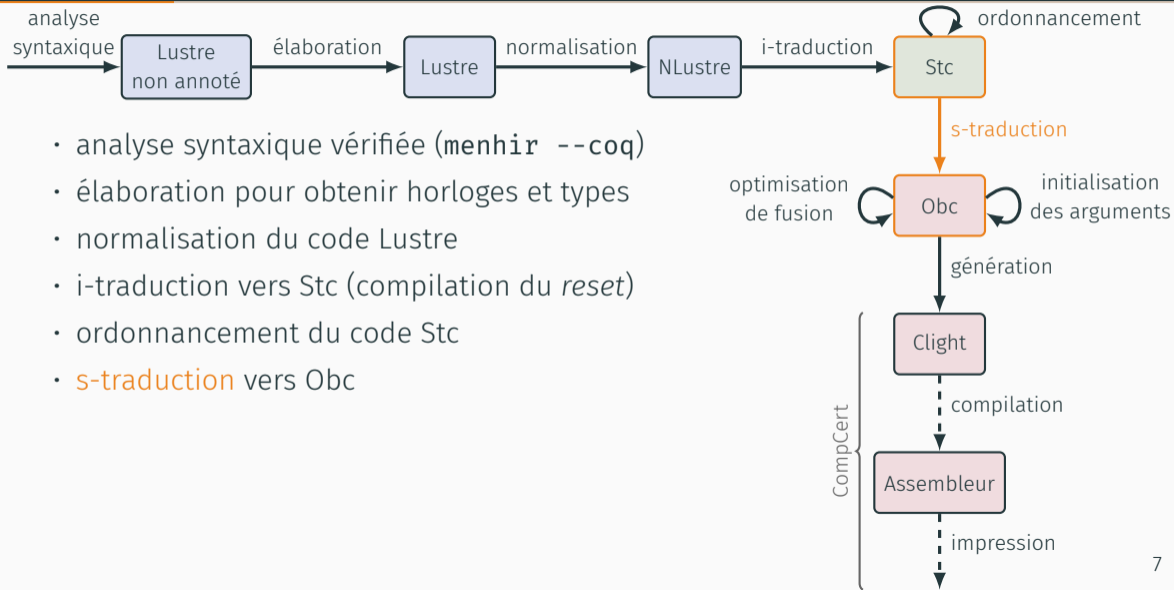 analyse
syntaxique
Lustre
non annoté
élaboration
Lustre
normalisation
NLustre
i-traduction
Stc
ordonnancement
s-traduction
optimisation
de fusion
Obc
initialisation
des arguments
génération
Clight
compilation
CompCert
Assembleur
impression
· analyse syntaxique vérifiée (menhir --coq)
· élaboration pour obtenir horloges et types
· normalisation du code Lustre
· i-traduction vers Stc (compilation du reset)
· ordonnancement du code Stc
· s-traduction vers Obc
7